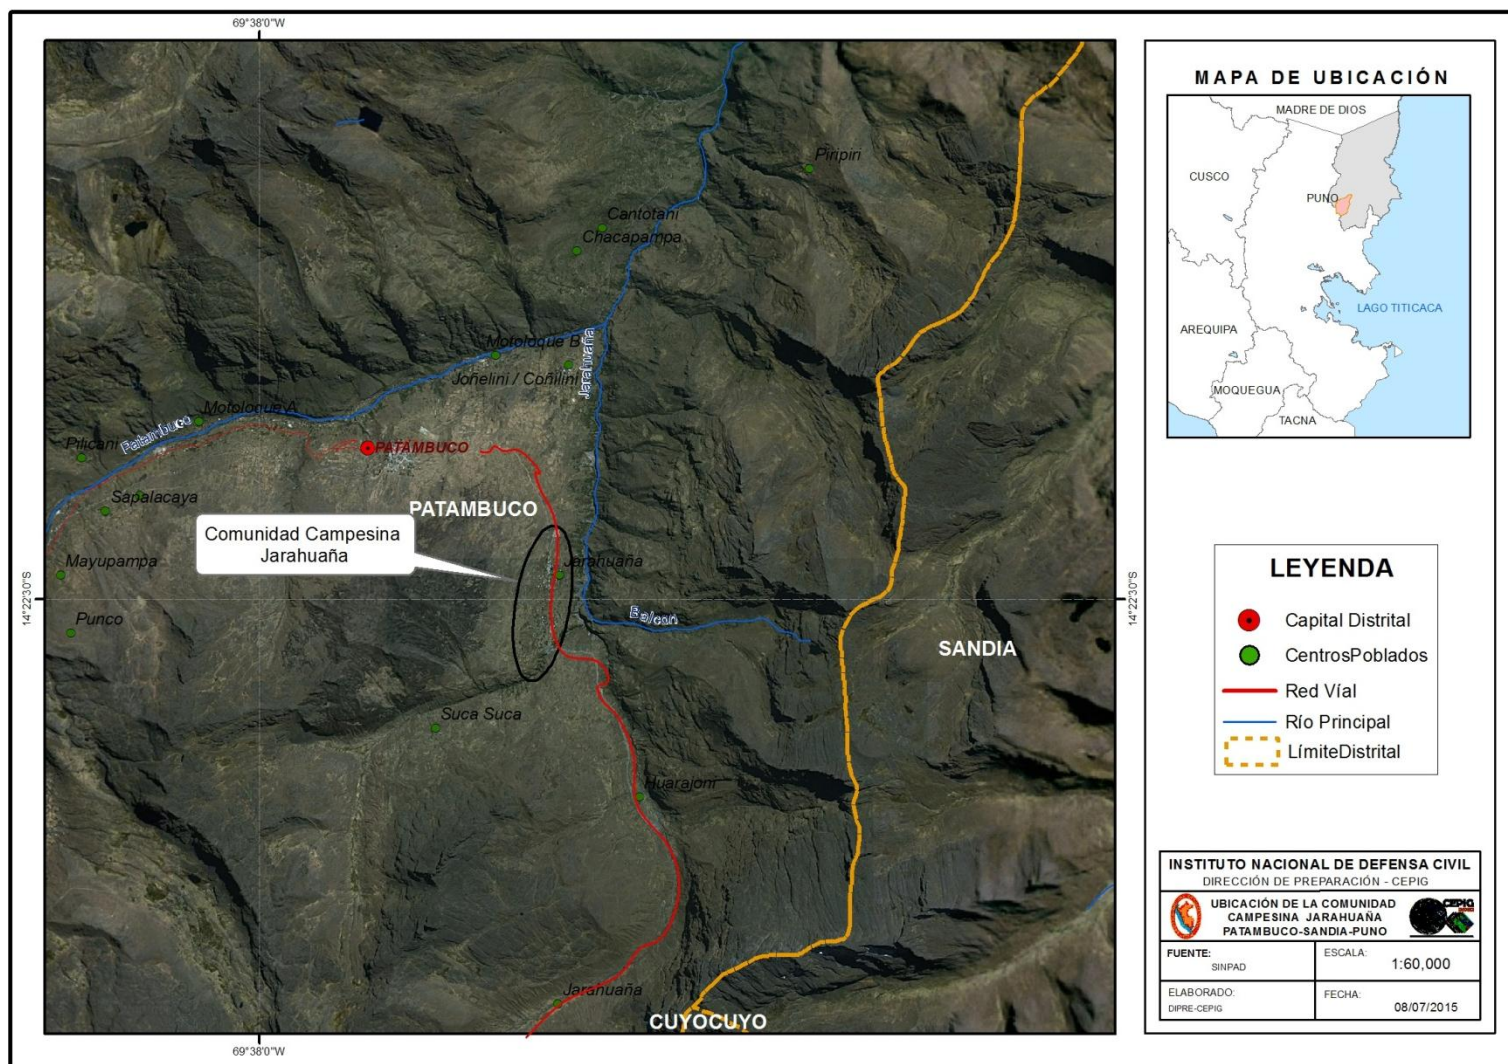 69°38'0"W
Piripiri
Cantotani
Chacapampa
Motoloque B
Jarahuaña
Joñelini / Coñilini
Motoloque A
Patambuco
Pilicani
PATAMBUCO
Sapalacaya
PATAMBUCO
Comunidad Campesina
Jarahuaña
Mayupampa
Jarahuaña
14°22'30"S
14°22'30"S
Punco
Balcon
SANDIA
Suca Suca
Huarajoni
Jarahuaña
CUYOCUYO
69°38'0"W
MAPA DE UBICACIÓN
MADRE DE DIOS
CUSCO
PUNO
LAGO TITICACA
AREQUIPA
MOQUEGUA
TACNA
LEYENDA
Capital Distrital
CentrosPoblados
Red Víal
Río Principal
LímiteDistrital
INSTITUTO NACIONAL DE DEFENSA CIVIL
DIRECCIÓN DE PREPARACIÓN - CEPIG
UBICACIÓN DE LA COMUNIDAD
CAMPESINA JARAHUAÑA
PATAMBUCO-SANDIA-PUNO
CEPIG
FUENTE:
SINPAD
ESCALA:
1:60,000
ELABORADO:
DIPRE-CEPIG
FECHA:
08/07/2015